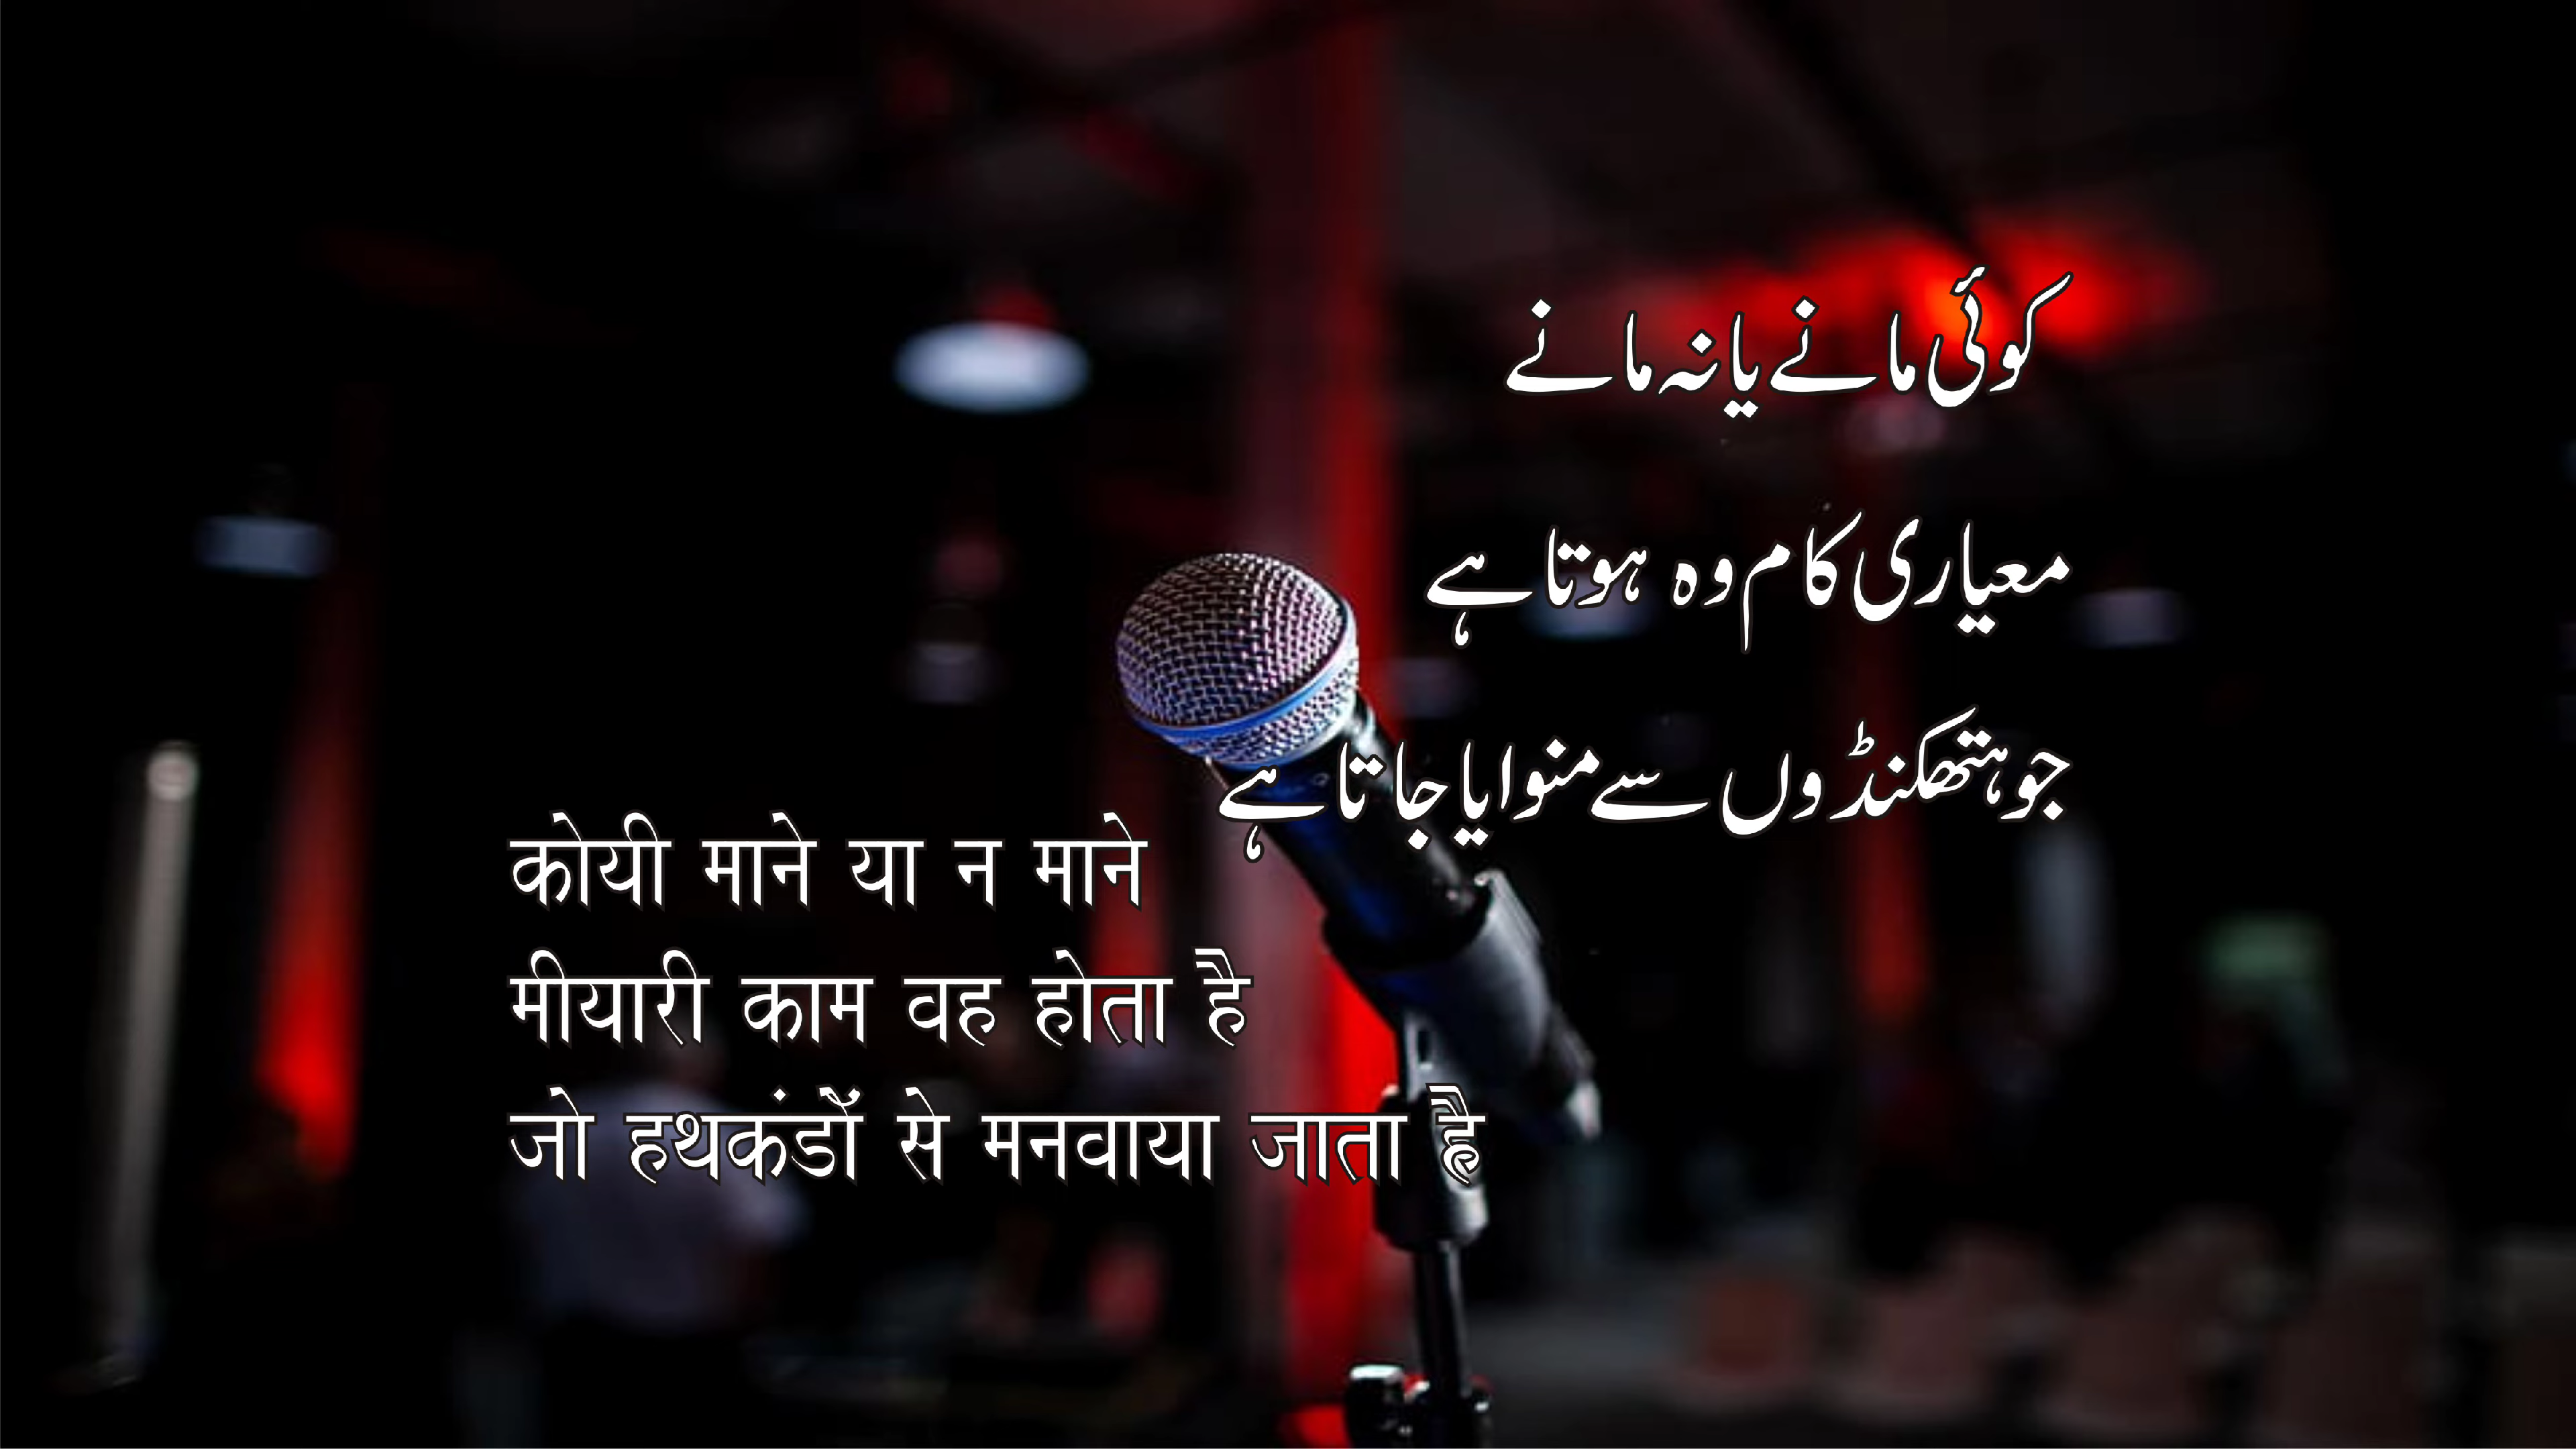 کوئی مانے یا نہ مانے
معیاری کام وہ ہوتا ہے
جو ہتھکنڈوں سے منوایا جاتا ہے
कोयी माने या न माने
मीयारी काम वह होता है
जो हथकंडों से मनवाया जाता है